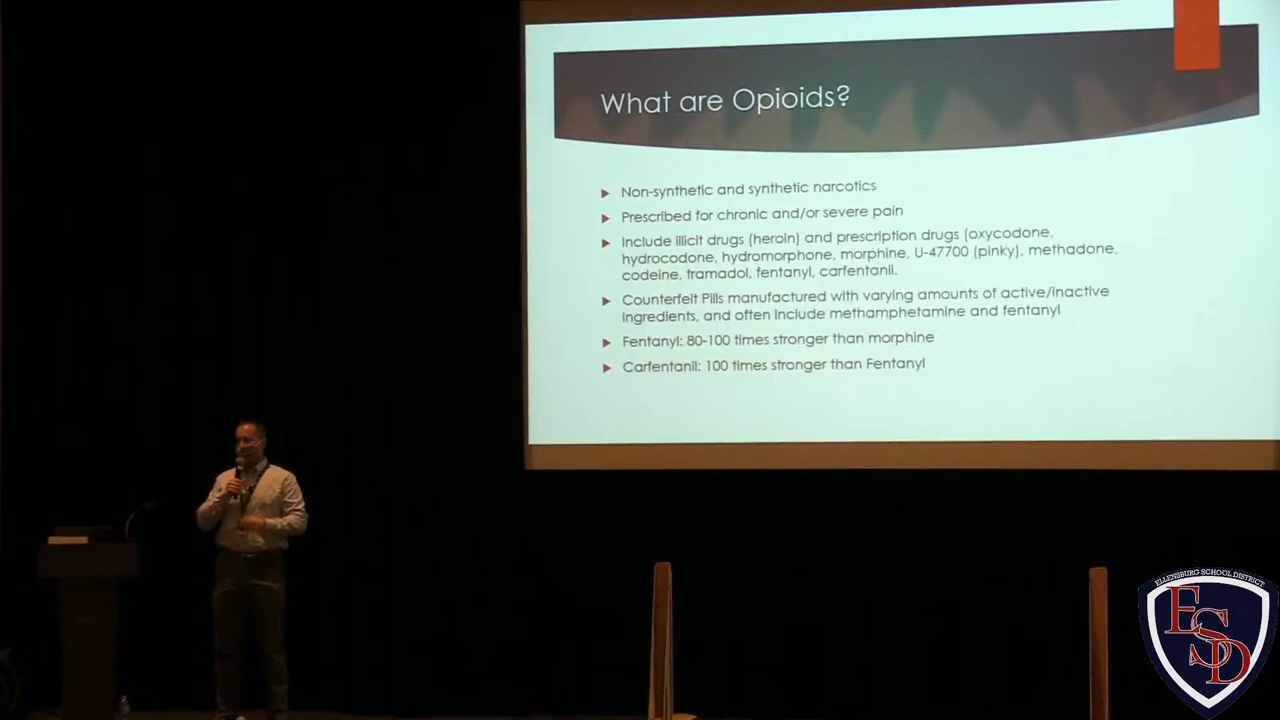 What are Opioids?
Non-synthetic and synthetic narcotics
Prescribed for chronic and/or severe pain
Include illicit drugs (heroin) and prescription drugs (oxycodone,
hydrocodone, hydromorphone, morphine, U-47700 (pinky), methadone,
codeine, tramadol, fentanyl, carfentanil.
Counterfeit Pills manufactured with varying amounts of active/inactive
ingredients, and often include methamphetamine and fentanyl
Fentanyl: 80-100 times stronger than morphine
Carfentanil: 100 times stronger than Fentanyl
ELLENSBURG SCHOOL DISTRICT
ESD